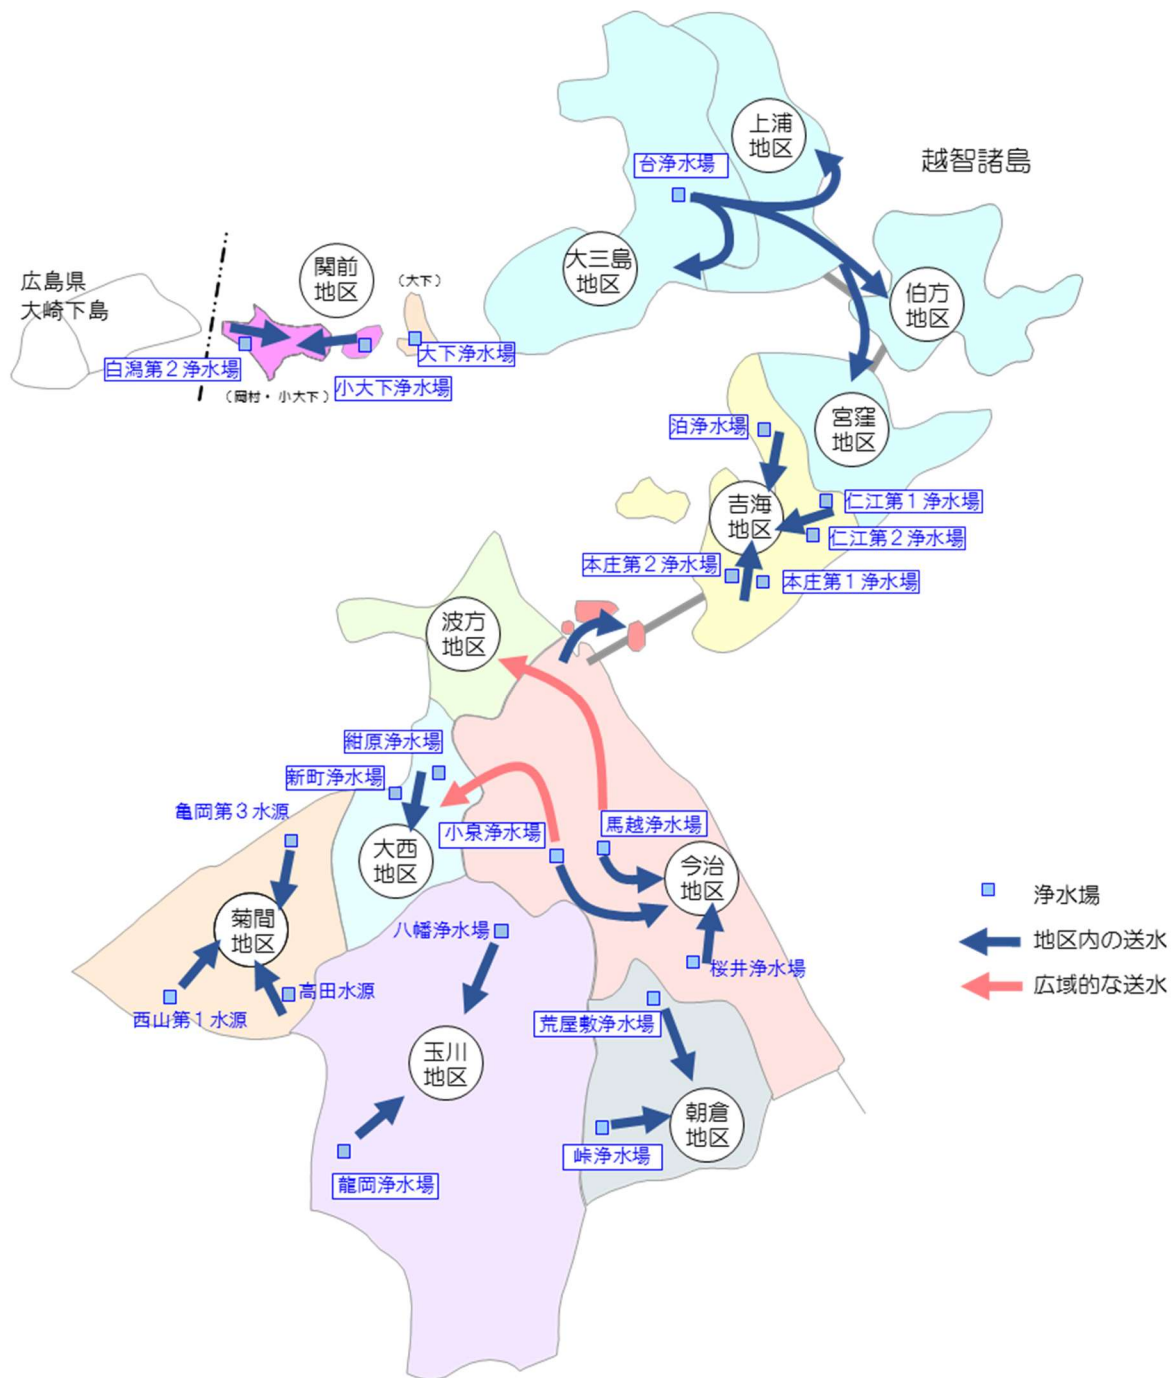 上浦
地区
越智諸島
台浄水場
広島県
大崎下島
関前
地区
（大下）
大三島
地区
伯方
地区
白潟第２浄水場
大下浄水場
（岡村・小大下）
小大下浄水場
泊浄水場
宮窪
地区
吉海
地区
仁江第１浄水場
仁江第２浄水場
本庄第２浄水場
本庄第１浄水場
波方
地区
紺原浄水場
新町浄水場
亀岡第３水源
小泉浄水場
馬越浄水場
大西
地区
今治
地区
浄水場
菊間
地区
八幡浄水場
地区内の送水
桜井浄水場
広域的な送水
高田水源
西山第１水源
荒屋敷浄水場
玉川
地区
朝倉
地区
峠浄水場
龍岡浄水場